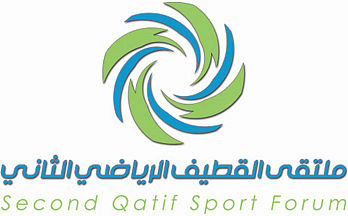 ملتقى القطيف الرياضي الثاني
Second Qatif Sport Forum